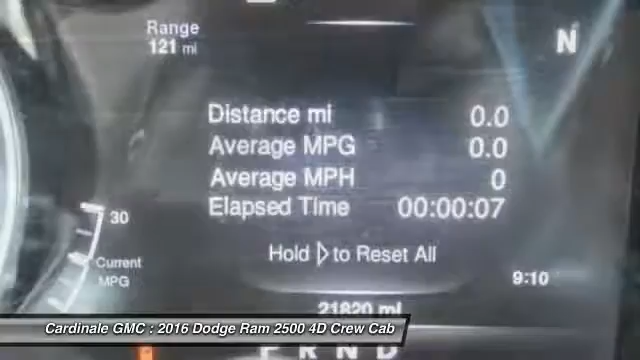 Range
121 mi
N
Distance mi 0.0
Average MPG 0.0
Average MPH 0
Elapsed Time 00:00:07
30
Current
MPG
Hold ▷ to Reset All
9:10
21820 mi
Cardinale GMC : 2016 Dodge Ram 2500 4D Crew Cab
P R N D